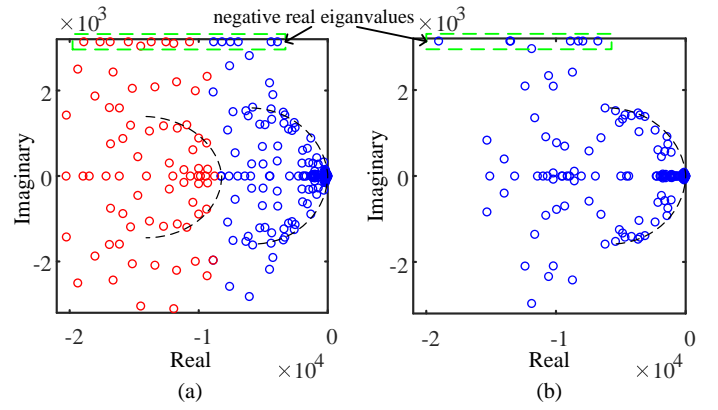 negative real eiganvalues
×10³
×10³
2
0
-2
Imaginary
-2
-1
0
Real
×10⁴
(a)
2
0
-2
Imaginary
-2
-1
0
Real
×10⁴
(b)